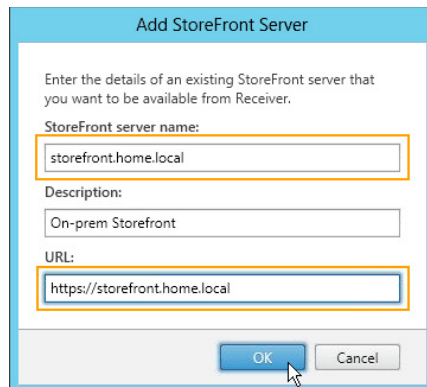 Add StoreFront Server
Enter the details of an existing StoreFront server that
you want to be available from Receiver.
StoreFront server name:
storefront.home.local
Description:
On-prem Storefront
URL:
https://storefront.home.local
OK
Cancel